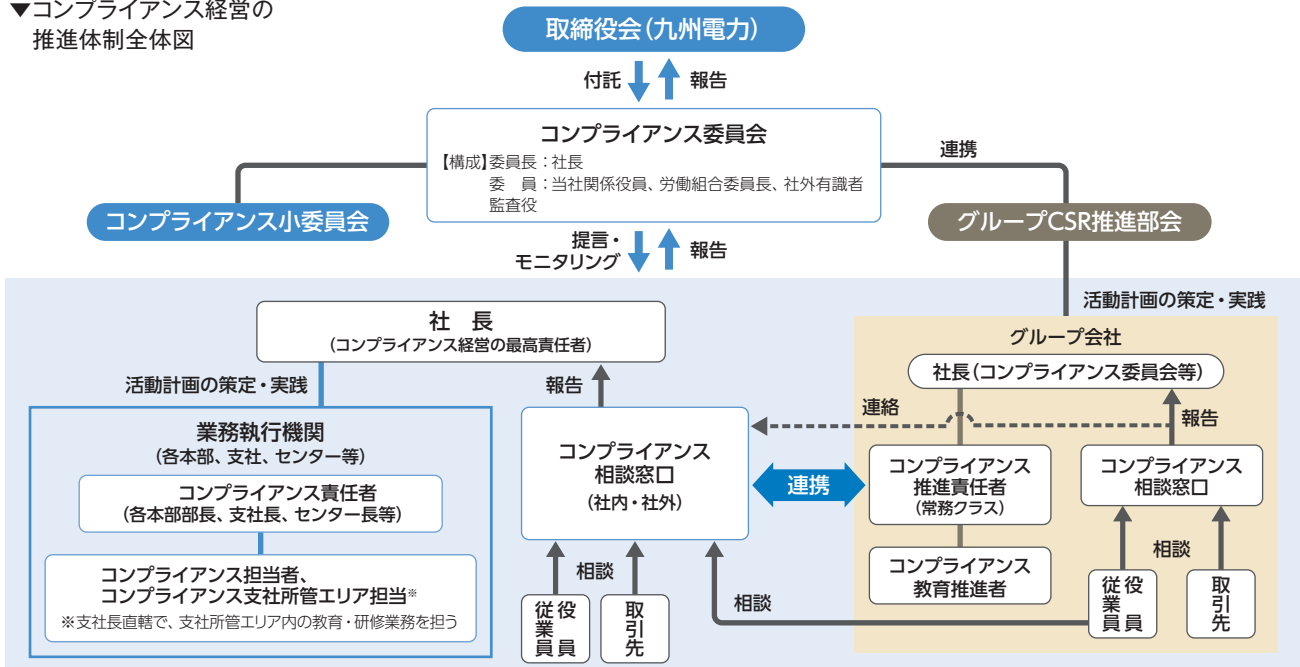 ▼コンプライアンス経営の
推進体制全体図
取締役会(九州電力)
付託
報告
コンプライアンス委員会
【構成】委員長：社長
委　員：当社関係役員、労働組合委員長、社外有識者
監査役
連携
コンプライアンス小委員会
グループCSR推進部会
提言・
モニタリング
報告
活動計画の策定・実践
社　長
(コンプライアンス経営の最高責任者)
活動計画の策定・実践
報告
業務執行機関
(各本部、支社、センター等)
コンプライアンス責任者
(各本部部長、支社長、センター長等)
コンプライアンス担当者、
コンプライアンス支社所管エリア担当※
※支社長直轄で、支社所管エリア内の教育・研修業務を担う
コンプライアンス
相談窓口
(社内・社外)
相談
役員
従業員
取引先
連携
相談
グループ会社
社長(コンプライアンス委員会等)
連絡
報告
コンプライアンス
推進責任者
(常務クラス)
コンプライアンス
教育推進者
コンプライアンス
相談窓口
相談
役員
従業員
取引先